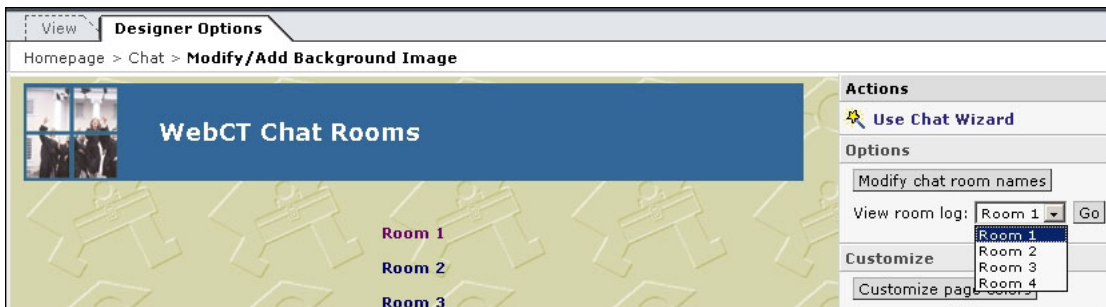 View
Designer Options
Homepage > Chat > Modify/Add Background Image
WebCT Chat Rooms
Room 1
Room 2
Room 3
Actions
Use Chat Wizard
Options
Modify chat room names
View room log: Room 1 Go
Room 1
Room 2
Room 3
Room 4
Customize
Customize page colors